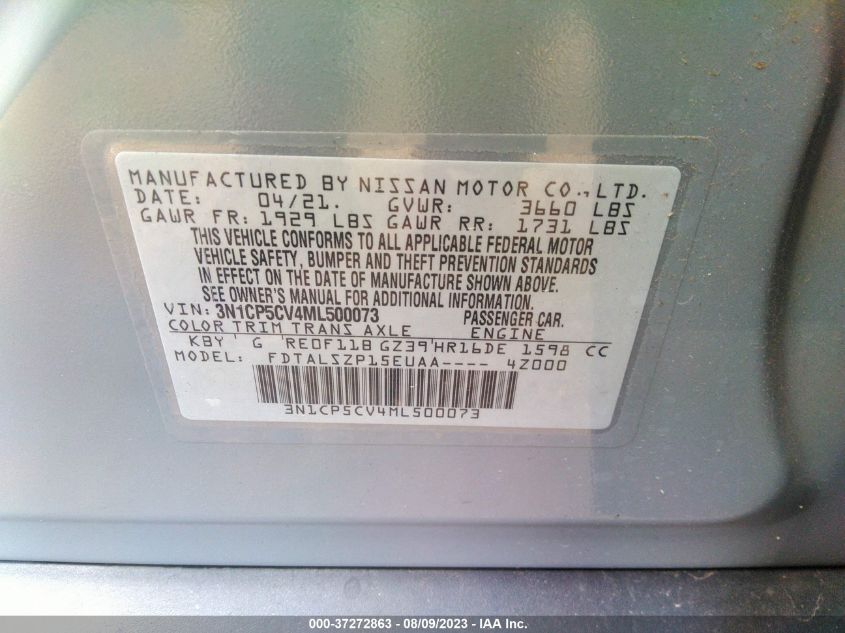 MANUFACTURED BY NISSAN MOTOR CO., LTD.
DATE: 04/21. GVWR: 3660 LBS
GAWR FR: 1929 LBS GAWR RR: 1731 LBS
THIS VEHICLE CONFORMS TO ALL APPLICABLE FEDERAL MOTOR
VEHICLE SAFETY, BUMPER AND THEFT PREVENTION STANDARDS
IN EFFECT ON THE DATE OF MANUFACTURE SHOWN ABOVE.
SEE OWNER'S MANUAL FOR ADDITIONAL INFORMATION.
VIN: 3N1CP5CV4ML500073 PASSENGER CAR.
COLOR TRIM TRANS AXLE ENGINE
KBY G RE0F11B GZ39 HR16DE 1598 CC
MODEL: FDTALSZP15EUAA---- 4Z000
3N1CP5CV4ML500073
000-37272863 - 08/09/2023 - IAA Inc.